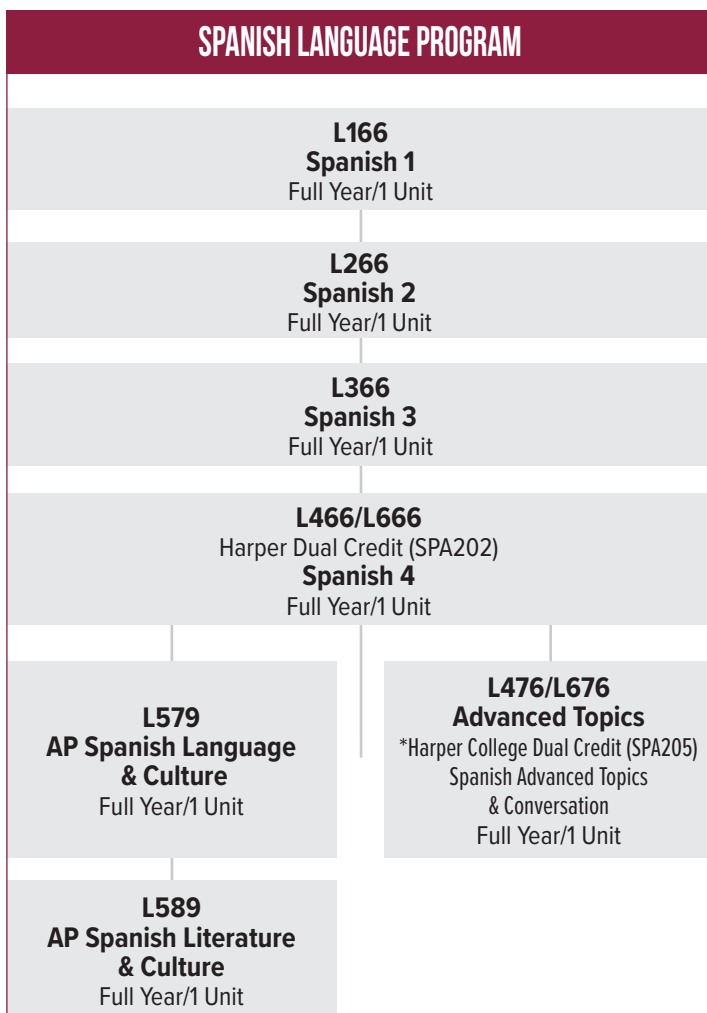 SPANISH LANGUAGE PROGRAM
L166
Spanish 1
Full Year/1 Unit
L266
Spanish 2
Full Year/1 Unit
L366
Spanish 3
Full Year/1 Unit
L466/L666
Harper Dual Credit (SPA202)
Spanish 4
Full Year/1 Unit
L579
AP Spanish Language
& Culture
Full Year/1 Unit
L476/L676
Advanced Topics
*Harper College Dual Credit (SPA205)
Spanish Advanced Topics
& Conversation
Full Year/1 Unit
L589
AP Spanish Literature
& Culture
Full Year/1 Unit